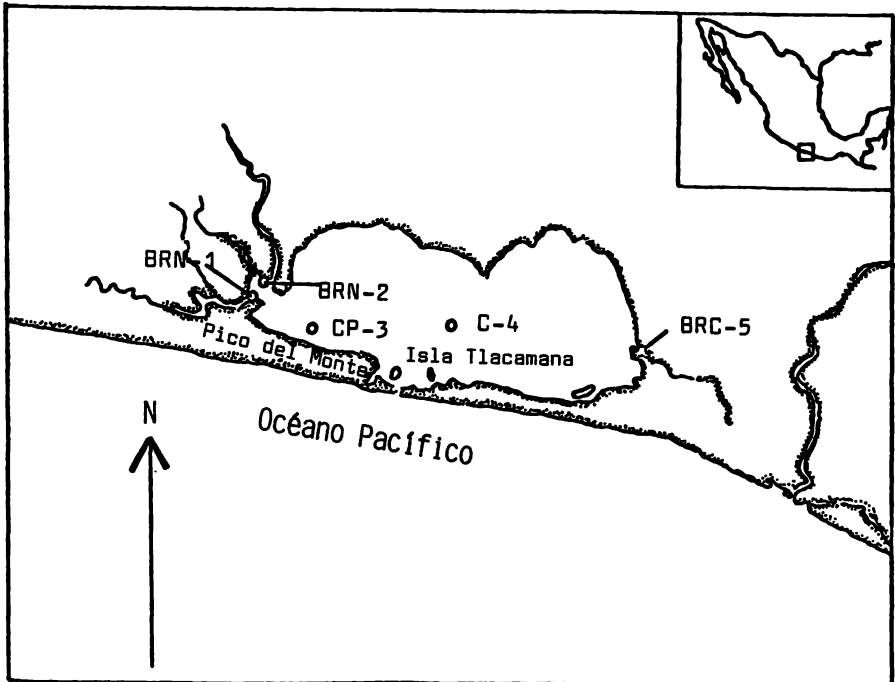 BRN-1
BRN-2
CP-3
C-4
BRC-5
Pico del Monte
Isla Tlacamana
Océano Pacífico
N